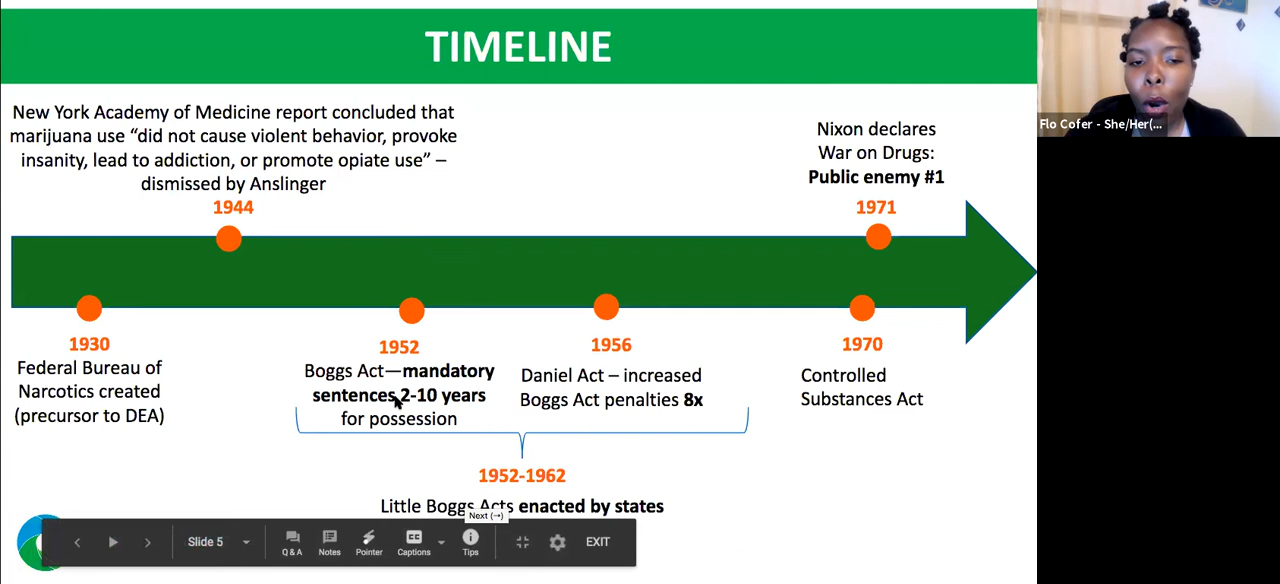 TIMELINE
New York Academy of Medicine report concluded that
marijuana use “did not cause violent behavior, provoke
insanity, lead to addiction, or promote opiate use” –
dismissed by Anslinger
1944
Nixon declares
War on Drugs:
Public enemy #1
1971
Flo Cofer - She/Her(...
1930
Federal Bureau of
Narcotics created
(precursor to DEA)
1952
Boggs Act—mandatory
sentences 2-10 years
for possession
1956
Daniel Act – increased
Boggs Act penalties 8x
1970
Controlled
Substances Act
1952-1962
Little Boggs Acts enacted by states
Next (→)
Slide 5
Q & A
Notes
Pointer
CC
Captions
Tips
EXIT